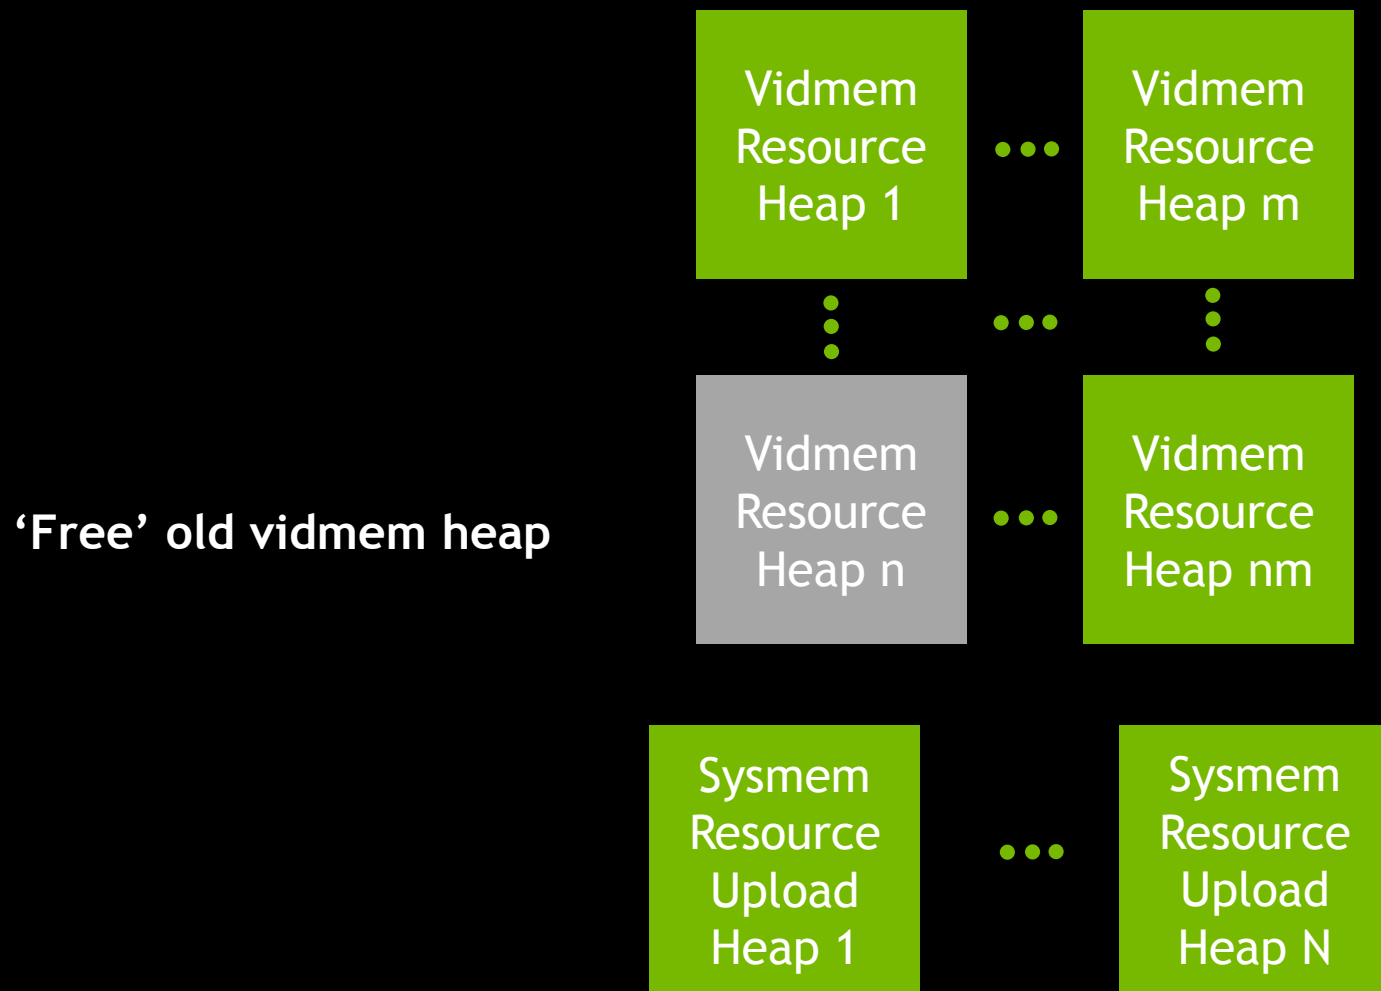 Vidmem
Resource
Heap 1
Vidmem
Resource
Heap m
‘Free’ old vidmem heap
Vidmem
Resource
Heap n
Vidmem
Resource
Heap nm
Sysmem
Resource
Upload
Heap 1
Sysmem
Resource
Upload
Heap N